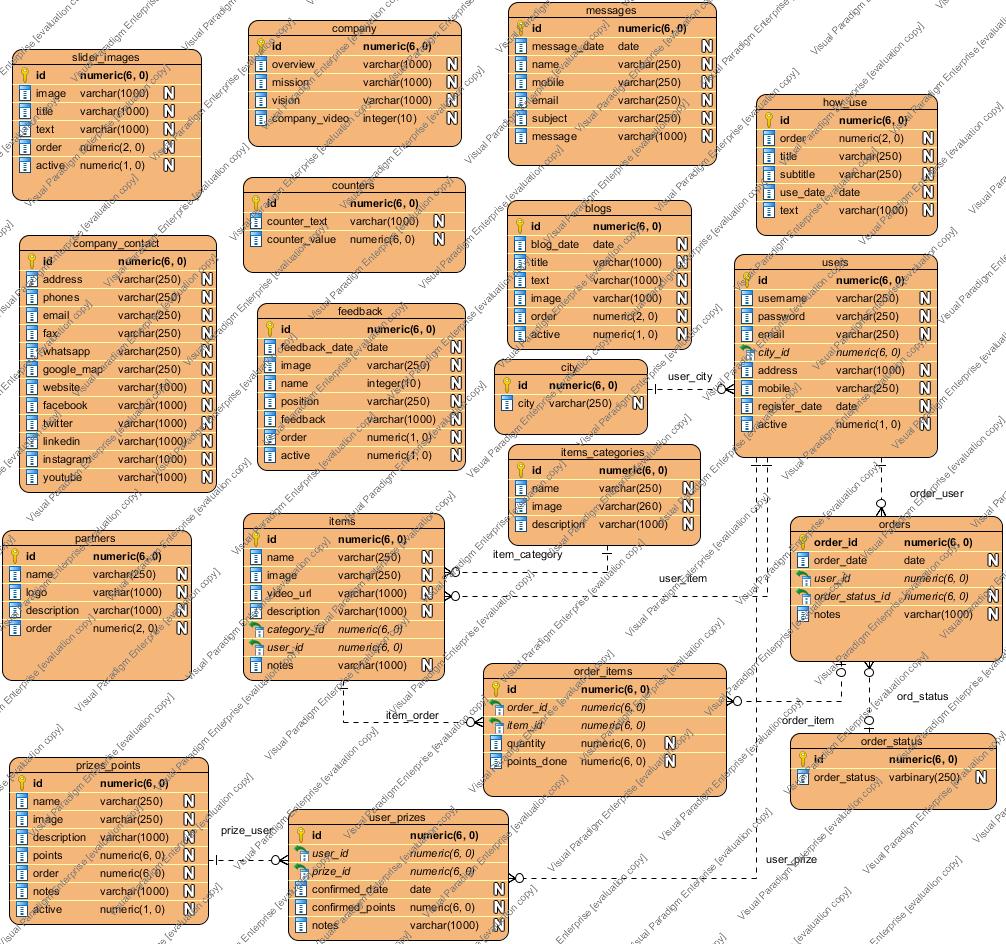 slider_images
id numeric(6, 0)
image varchar(1000) N
title varchar(1000) N
text varchar(1000) N
order numeric(2, 0) N
active numeric(1, 0) N
company
id numeric(6, 0)
overview varchar(1000) N
mission varchar(1000) N
vision varchar(1000) N
company_video integer(10) N
messages
id numeric(6, 0)
message_date date N
name varchar(250) N
mobile varchar(250) N
email varchar(250) N
subject varchar(250) N
message varchar(1000) N
how_use
id numeric(6, 0)
order numeric(2, 0) N
title varchar(250) N
subtitle varchar(250) N
use_date date N
text varchar(1000) N
counters
id numeric(6, 0)
counter_text varchar(1000) N
counter_value numeric(6, 0) N
blogs
id numeric(6, 0)
blog_date date N
title varchar(1000) N
text varchar(1000) N
image varchar(1000) N
order numeric(2, 0) N
active numeric(1, 0) N
company_contact
id numeric(6, 0)
address varchar(250) N
phones varchar(250) N
email varchar(250) N
fax varchar(250) N
whatsapp varchar(250) N
google_map varchar(250) N
website varchar(1000) N
facebook varchar(1000) N
twitter varchar(1000) N
linkedin varchar(1000) N
instagram varchar(1000) N
youtube varchar(1000) N
feedback
id numeric(6, 0)
feedback_date date N
image varchar(250) N
name integer(10) N
position varchar(250) N
feedback varchar(1000) N
order numeric(1, 0) N
active numeric(1, 0) N
users
id numeric(6, 0)
username varchar(250) N
password varchar(250) N
email varchar(250) N
city_id numeric(6, 0)
address varchar(1000) N
mobile varchar(250) N
register_date date N
active numeric(1, 0) N
city
id numeric(6, 0)
city varchar(250) N
user_city
items_categories
id numeric(6, 0)
name varchar(250) N
image varchar(260) N
description varchar(1000) N
order_user
item_category
user_item
partners
id numeric(6, 0)
name varchar(250) N
logo varchar(1000) N
description varchar(1000) N
order numeric(2, 0) N
items
id numeric(6, 0)
name varchar(250) N
image varchar(250) N
video_url varchar(1000) N
description varchar(1000) N
category_id numeric(6, 0)
user_id numeric(6, 0)
notes varchar(1000) N
orders
order_id numeric(6, 0)
order_date date N
user_id numeric(6, 0)
order_status_id numeric(6, 0)
notes varchar(1000) N
order_items
id numeric(6, 0)
order_id numeric(6, 0)
item_id numeric(6, 0)
quantity numeric(6, 0) N
points_done numeric(6, 0) N
item_order
ord_status
order_item
order_status
id numeric(6, 0)
order_status varbinary(250) N
prizes_points
id numeric(6, 0)
name varchar(250) N
image varchar(250) N
description varchar(1000) N
points numeric(6, 0) N
order numeric(6, 0) N
notes varchar(1000) N
active numeric(1, 0) N
prize_user
user_prizes
id numeric(6, 0)
user_id numeric(6, 0)
prize_id numeric(6, 0)
confirmed_date date N
confirmed_points numeric(6, 0) N
notes varchar(1000) N
user_prize
Visual Paradigm Enterprise [evaluation copy]